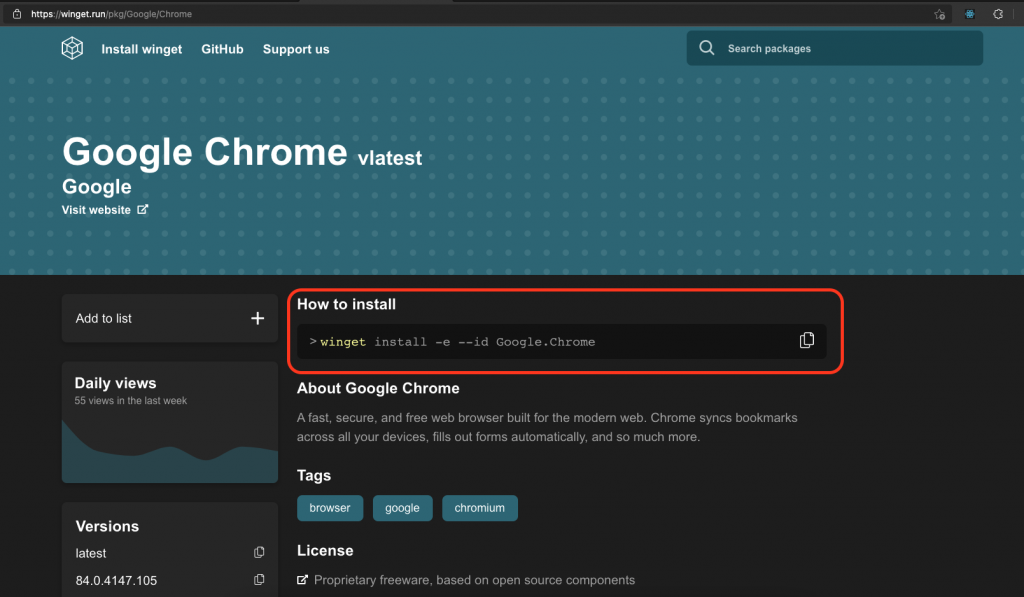 https://winget.run/pkg/Google/Chrome
Install winget GitHub Support us
Search packages
Google Chrome vlatest
Google
Visit website
Add to list
Daily views
55 views in the last week
Versions
latest
84.0.4147.105
How to install
> winget install -e --id Google.Chrome
About Google Chrome
A fast, secure, and free web browser built for the modern web. Chrome syncs bookmarks
across all your devices, fills out forms automatically, and so much more.
Tags
browser google chromium
License
Proprietary freeware, based on open source components